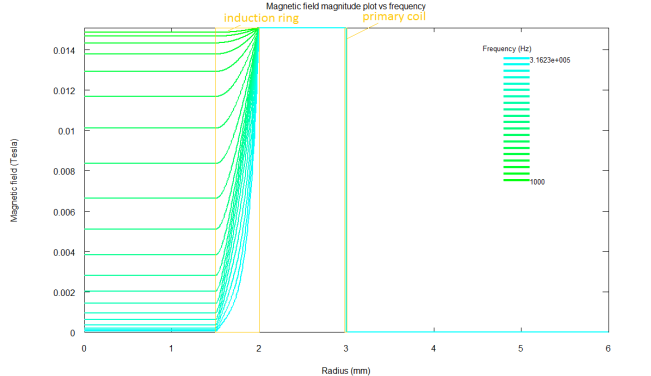 Magnetic field magnitude plot vs frequency
induction ring
primary coil
0.014
0.012
0.01
0.008
0.006
0.004
0.002
0
Magnetic field (Tesla)
Frequency (Hz)
3.1623e+005
1000
0 1 2 3 4 5 6
Radius (mm)